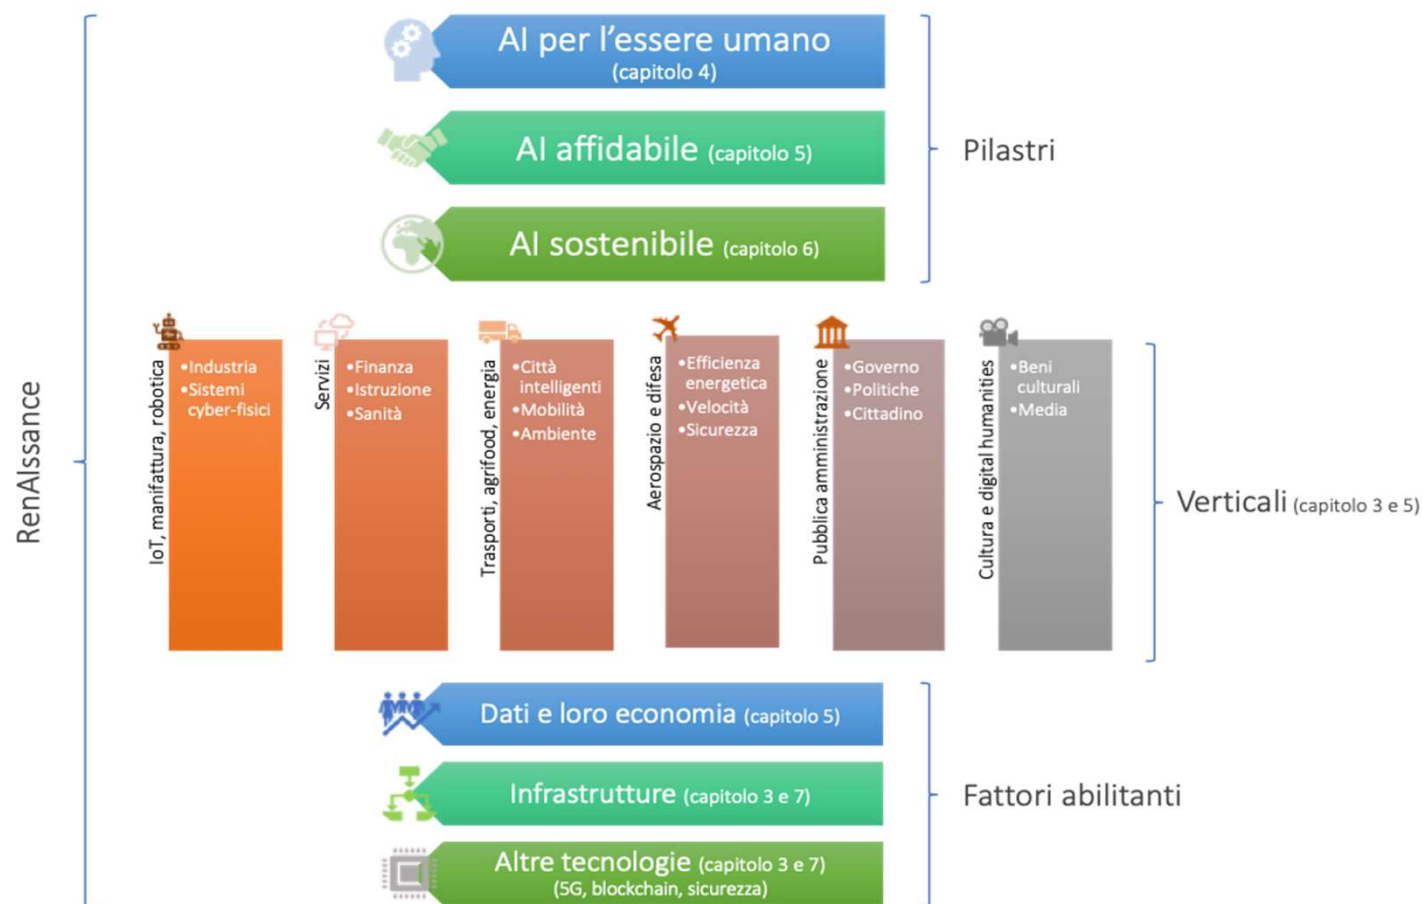 RenAIssance
AI per l'essere umano
(capitolo 4)
AI affidabile (capitolo 5)
AI sostenibile (capitolo 6)
Pilastri
IoT, manifattura, robotica
•Industria
•Sistemi
cyber-fisici
Servizi
•Finanza
•Istruzione
•Sanità
Trasporti, agrifood, energia
•Città
intelligenti
•Mobilità
•Ambiente
Aerospazio e difesa
•Efficienza
energetica
•Velocità
•Sicurezza
Pubblica amministrazione
•Governo
•Politiche
•Cittadino
Cultura e digital humanities
•Beni
culturali
•Media
Verticali (capitolo 3 e 5)
Dati e loro economia (capitolo 5)
Infrastrutture (capitolo 3 e 7)
Altre tecnologie (capitolo 3 e 7)
(5G, blockchain, sicurezza)
Fattori abilitanti